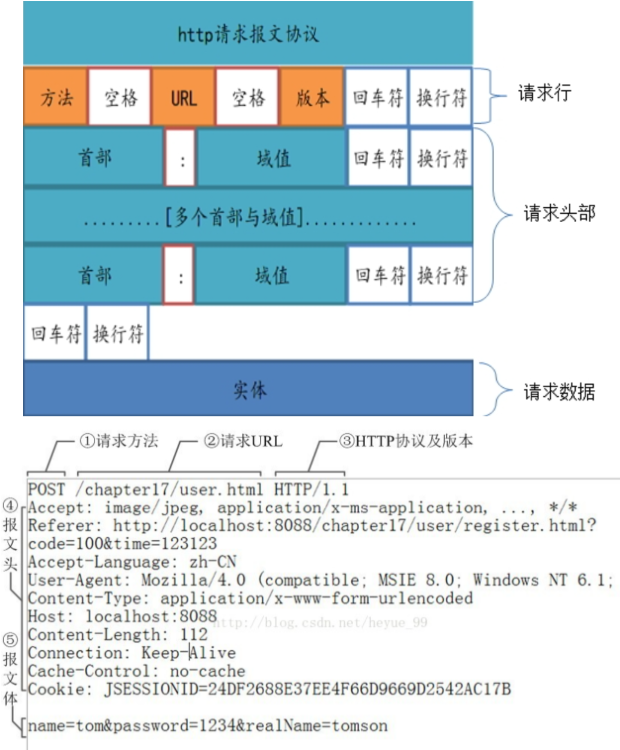 http请求报文协议
方法 空格 URL 空格 版本 回车符 换行符 请求行
首部 : 域值 回车符 换行符
.........[多个首部与域值].............
请求头部
首部 : 域值 回车符 换行符
回车符 换行符
实体 请求数据
①请求方法 ②请求URL ③HTTP协议及版本
POST /chapter17/user.html HTTP/1.1
④报文头
Accept: image/jpeg, application/x-ms-application, ..., */*
Referer: http://localhost:8088/chapter17/user/register.html?
code=100&time=123123
Accept-Language: zh-CN
User-Agent: Mozilla/4.0 (compatible; MSIE 8.0; Windows NT 6.1;
Content-Type: application/x-www-form-urlencoded
Host: localhost:8088
http://blog.csdn.net/heyue_99
Content-Length: 112
Connection: Keep-Alive
Cache-Control: no-cache
Cookie: JSESSIONID=24DF2688E37EE4F66D9669D2542AC17B
⑤报文体
name=tom&password=1234&realName=tomson